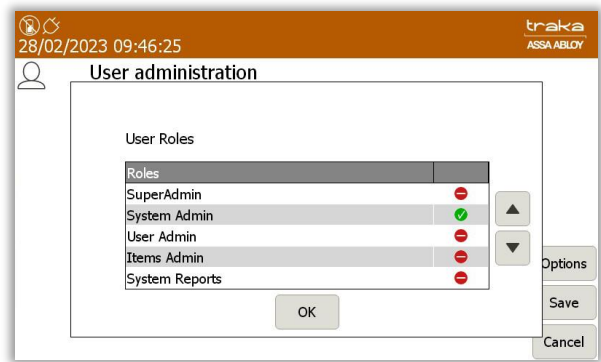 traka
28/02/2023 09:46:25
ASSA ABLOY
User administration
User Roles
Roles
SuperAdmin
System Admin
User Admin
Items Admin
System Reports
OK
Options
Save
Cancel